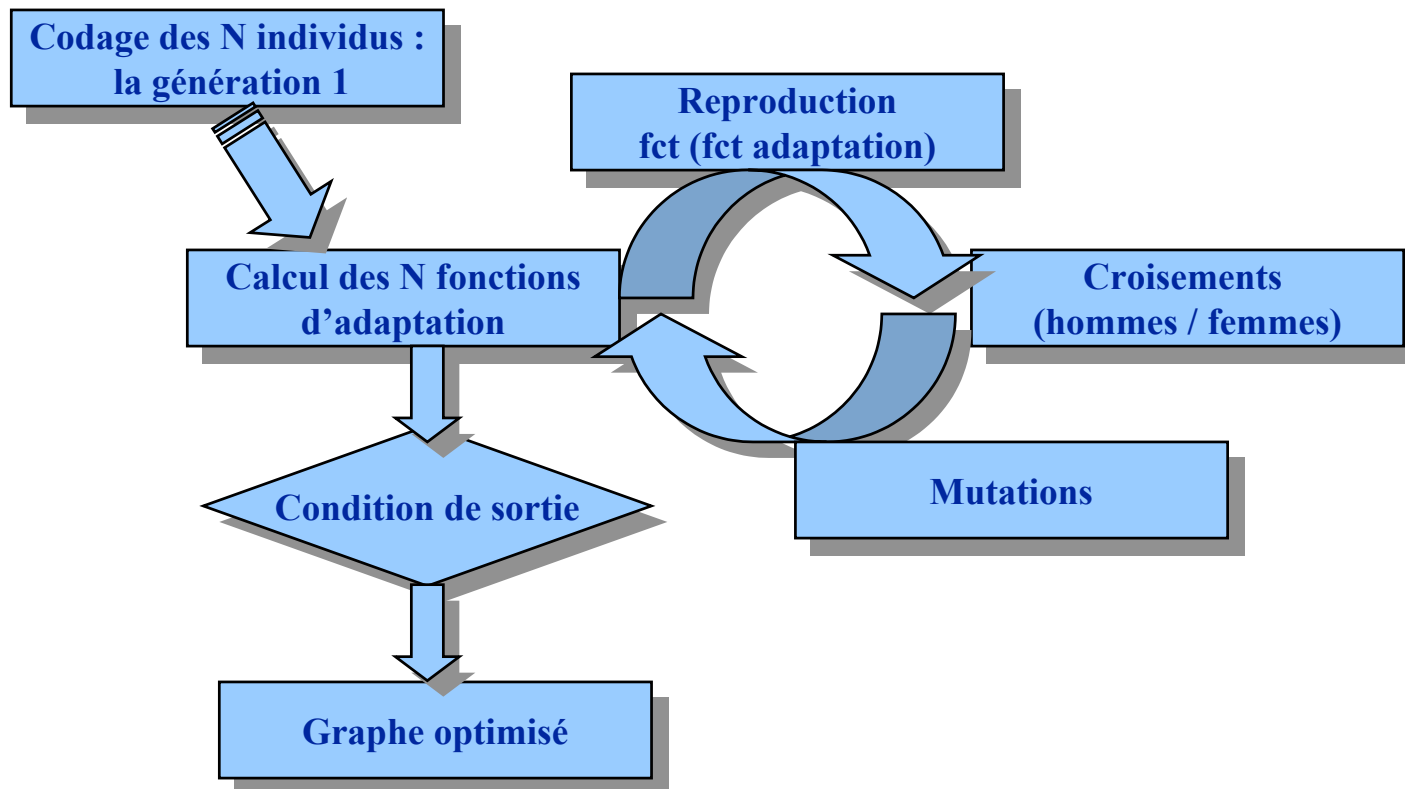 Codage des N individus :
la génération 1
Reproduction
fct (fct adaptation)
Calcul des N fonctions
d’adaptation
Croisements
(hommes / femmes)
Condition de sortie
Mutations
Graphe optimisé